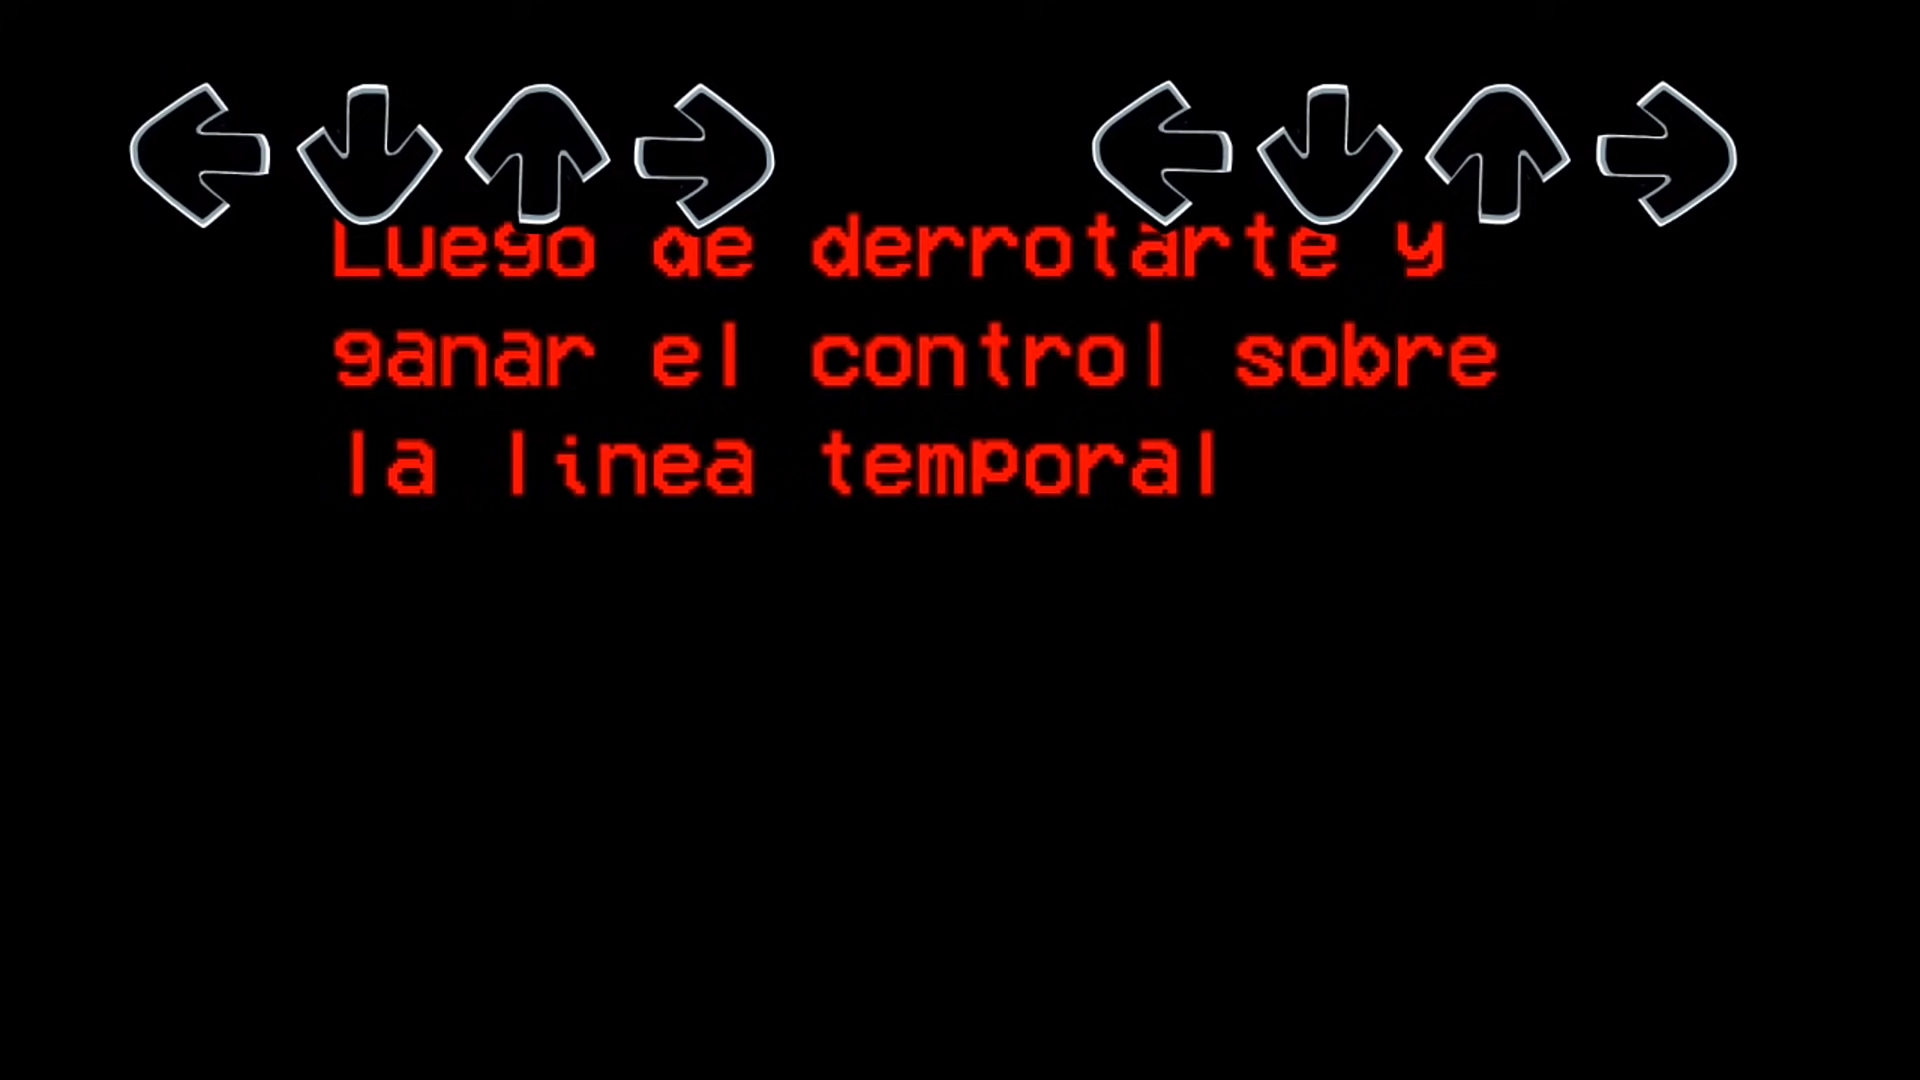 Luego de derrotarte y
ganar el control sobre
la linea temporal